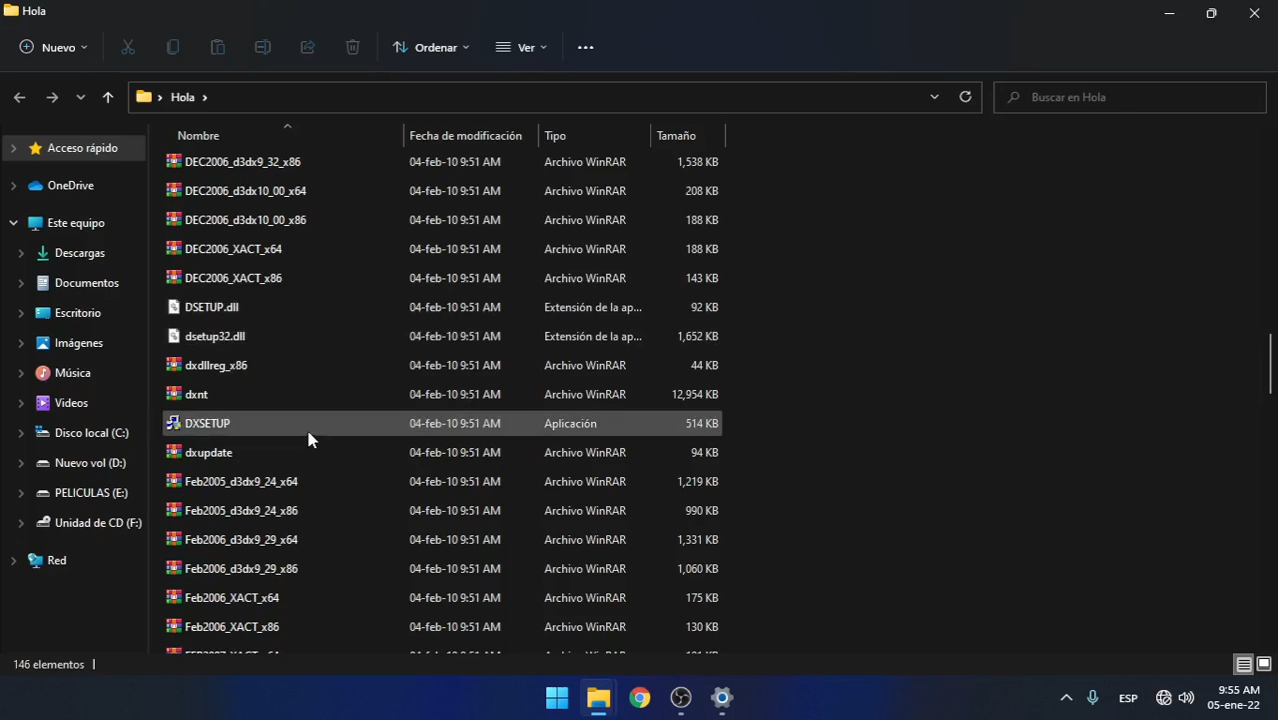 Hola
Nuevo
Ordenar
Ver
Hola
Buscar en Hola
Acceso rápido
OneDrive
Este equipo
Descargas
Documentos
Escritorio
Imágenes
Música
Videos
Disco local (C:)
Nuevo vol (D:)
PELICULAS (E:)
Unidad de CD (F:)
Red
Nombre Fecha de modificación Tipo Tamaño
DEC2006_d3dx9_32_x86 04-feb-10 9:51 AM Archivo WinRAR 1,538 KB
DEC2006_d3dx10_00_x64 04-feb-10 9:51 AM Archivo WinRAR 208 KB
DEC2006_d3dx10_00_x86 04-feb-10 9:51 AM Archivo WinRAR 188 KB
DEC2006_XACT_x64 04-feb-10 9:51 AM Archivo WinRAR 188 KB
DEC2006_XACT_x86 04-feb-10 9:51 AM Archivo WinRAR 143 KB
DSETUP.dll 04-feb-10 9:51 AM Extensión de la ap... 92 KB
dsetup32.dll 04-feb-10 9:51 AM Extensión de la ap... 1,652 KB
dxdllreg_x86 04-feb-10 9:51 AM Archivo WinRAR 44 KB
dxnt 04-feb-10 9:51 AM Archivo WinRAR 12,954 KB
DXSETUP 04-feb-10 9:51 AM Aplicación 514 KB
dxupdate 04-feb-10 9:51 AM Archivo WinRAR 94 KB
Feb2005_d3dx9_24_x64 04-feb-10 9:51 AM Archivo WinRAR 1,219 KB
Feb2005_d3dx9_24_x86 04-feb-10 9:51 AM Archivo WinRAR 990 KB
Feb2006_d3dx9_29_x64 04-feb-10 9:51 AM Archivo WinRAR 1,331 KB
Feb2006_d3dx9_29_x86 04-feb-10 9:51 AM Archivo WinRAR 1,060 KB
Feb2006_XACT_x64 04-feb-10 9:51 AM Archivo WinRAR 175 KB
Feb2006_XACT_x86 04-feb-10 9:51 AM Archivo WinRAR 130 KB
146 elementos
ESP
9:55 AM
05-ene-22